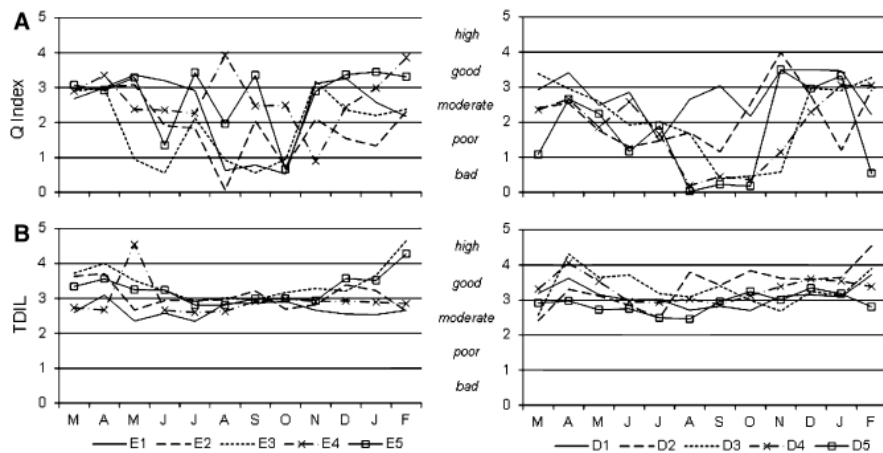 A
Q Index
5
4
3
2
1
0
high
good
moderate
poor
bad
5
4
3
2
1
0
B
TDIL
5
4
3
2
1
0
M A M J J A S O N D J F
E1 E2 E3 E4 E5
high
good
moderate
poor
bad
5
4
3
2
1
0
M A M J J A S O N D J F
D1 D2 D3 D4 D5